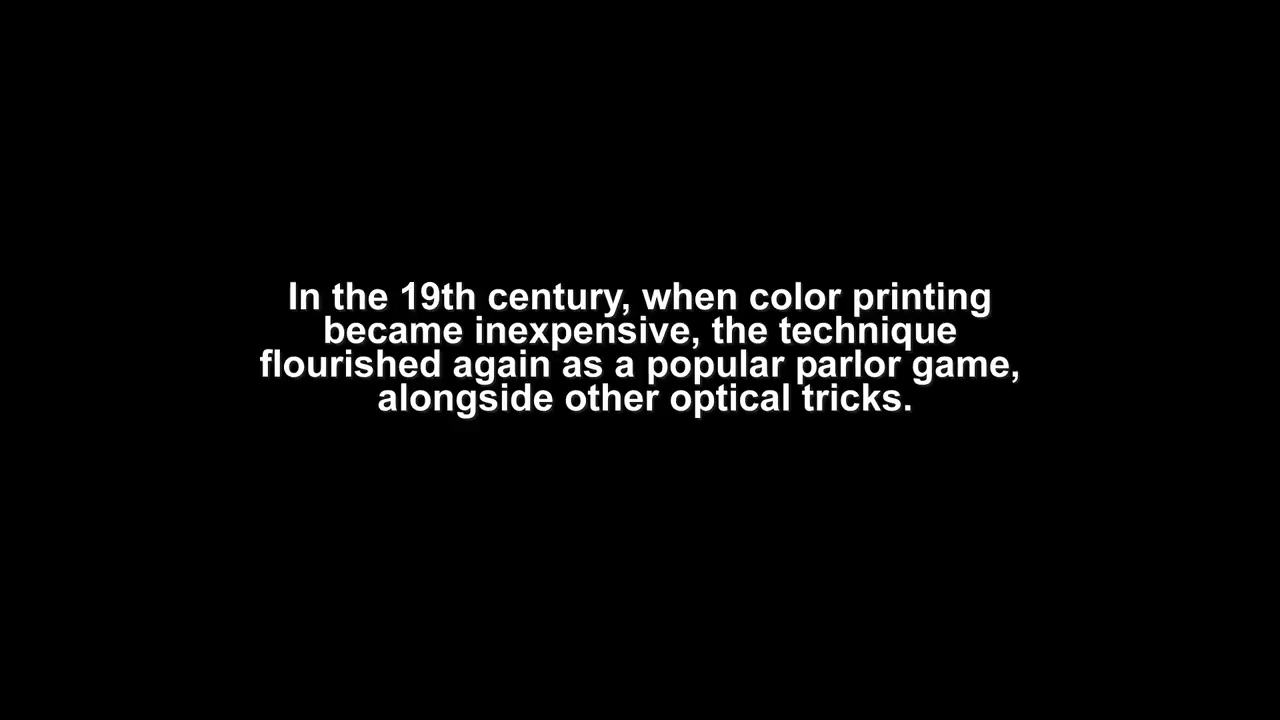 In the 19th century, when color printing
became inexpensive, the technique
flourished again as a popular parlor game,
alongside other optical tricks.